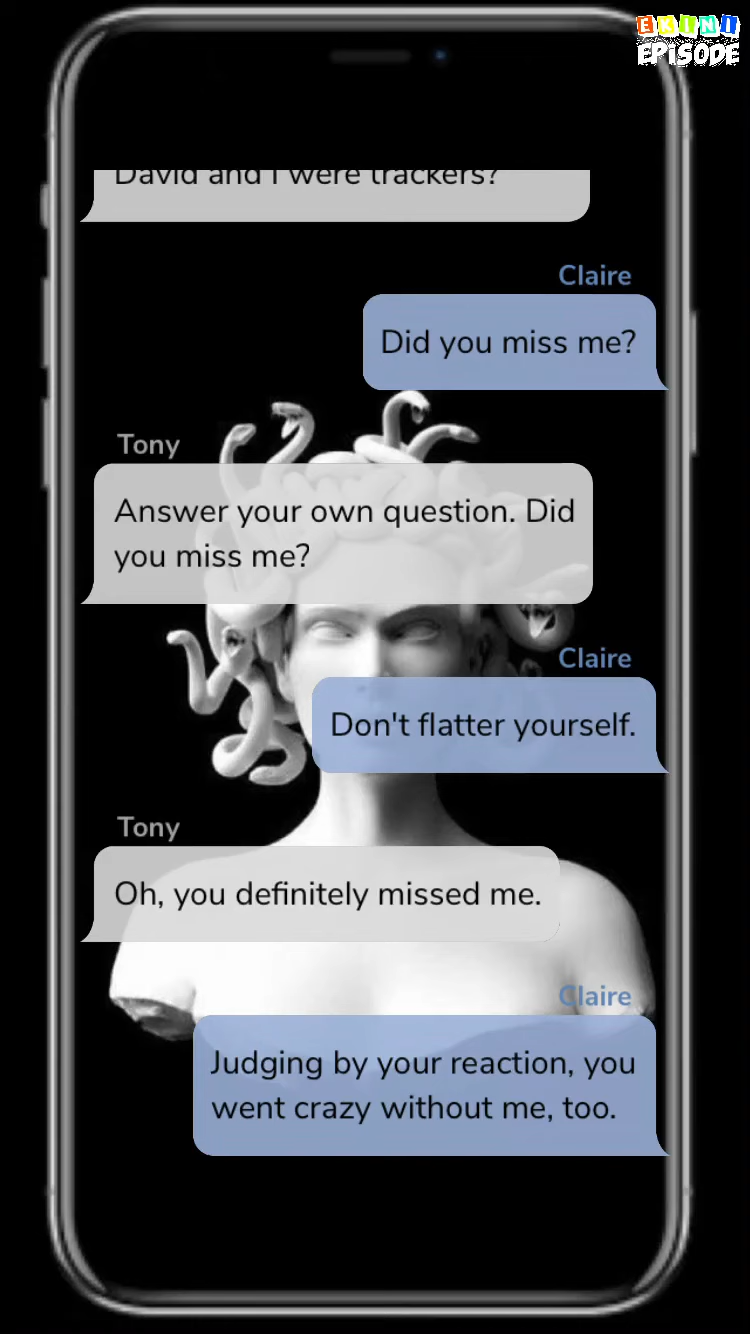 EKINI
EPISODE
David and I were trackers?
Claire
Did you miss me?
Tony
Answer your own question. Did
you miss me?
Claire
Don't flatter yourself.
Tony
Oh, you definitely missed me.
Claire
Judging by your reaction, you
went crazy without me, too.